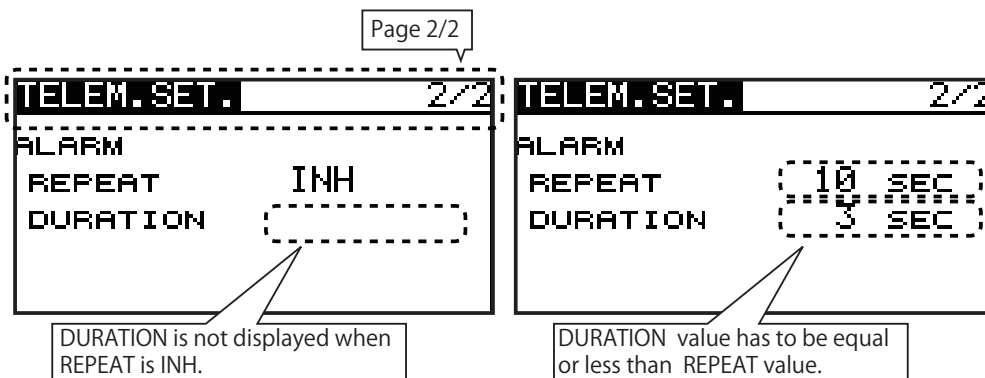 Page 2/2
TELEM.SET. 2/2
ALARM
REPEAT INH
DURATION
DURATION is not displayed when
REPEAT is INH.
TELEM.SET. 2/2
ALARM
REPEAT 10 SEC
DURATION 3 SEC
DURATION value has to be equal
or less than REPEAT value.